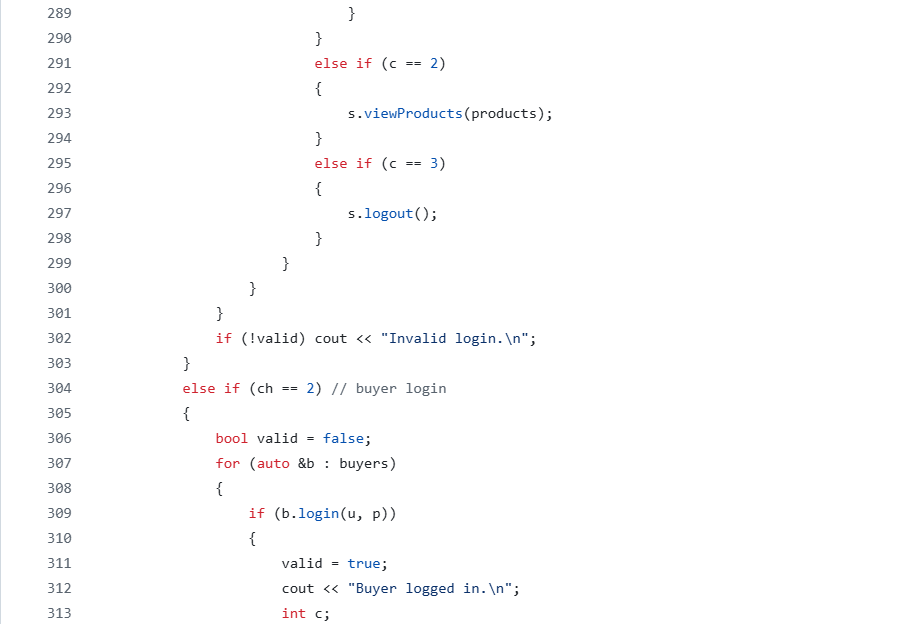 289                                 }
290                             }
291                             else if (c == 2)
292                             {
293                                 s.viewProducts(products);
294                             }
295                             else if (c == 3)
296                             {
297                                 s.logout();
298                             }
299                         }
300                     }
301                 }
302                 if (!valid) cout << "Invalid login.\n";
303             }
304             else if (ch == 2) // buyer login
305             {
306                 bool valid = false;
307                 for (auto &b : buyers)
308                 {
309                     if (b.login(u, p))
310                     {
311                         valid = true;
312                         cout << "Buyer logged in.\n";
313                         int c;